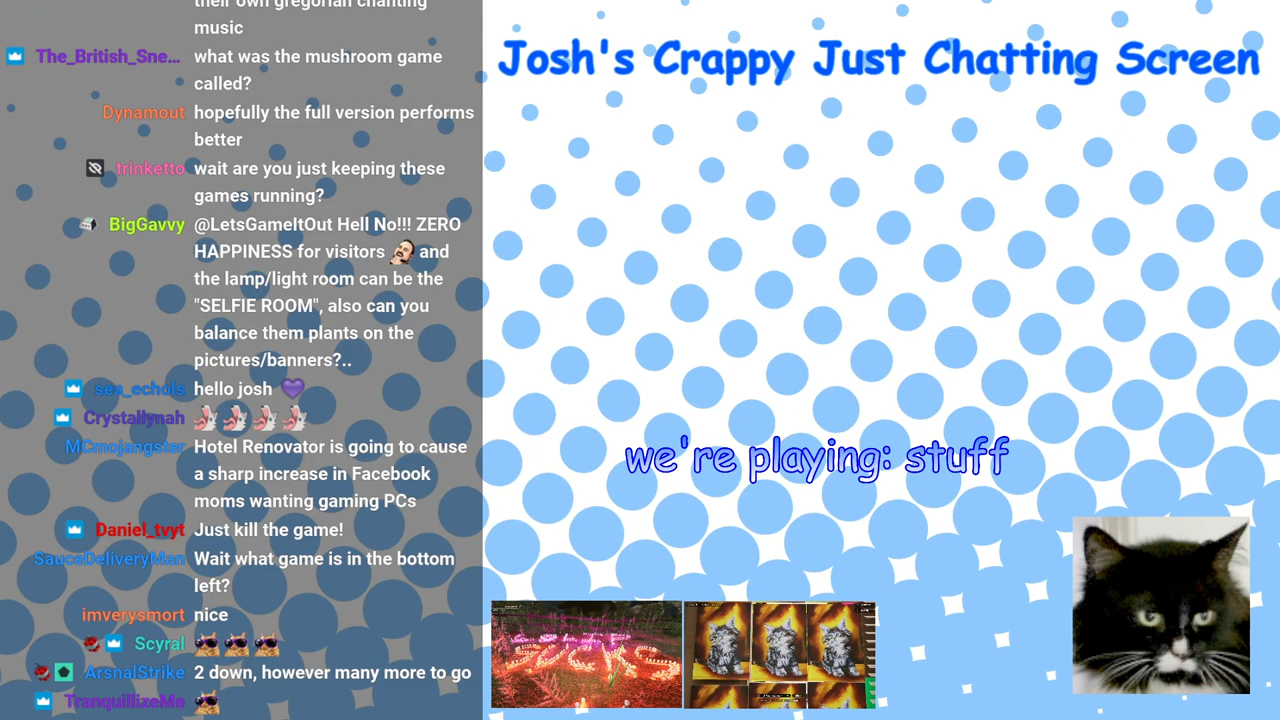 their own gregorian chanting
music
The_British_Sne... what was the mushroom game
called?
Dynamout hopefully the full version performs
better
trinketto wait are you just keeping these
games running?
BigGavvy @LetsGameItOut Hell No!!! ZERO
HAPPINESS for visitors and
the lamp/light room can be the
"SELFIE ROOM", also can you
balance them plants on the
pictures/banners?..
sea_echols hello josh
Crystallynah
MCmojangster Hotel Renovator is going to cause
a sharp increase in Facebook
moms wanting gaming PCs
Daniel_tvyt Just kill the game!
SauceDeliveryMan Wait what game is in the bottom
left?
imverysmort nice
Scyral
ArsnalStrike 2 down, however many more to go
TranquillizeMe
Josh's Crappy Just Chatting Screen
we're playing: stuff